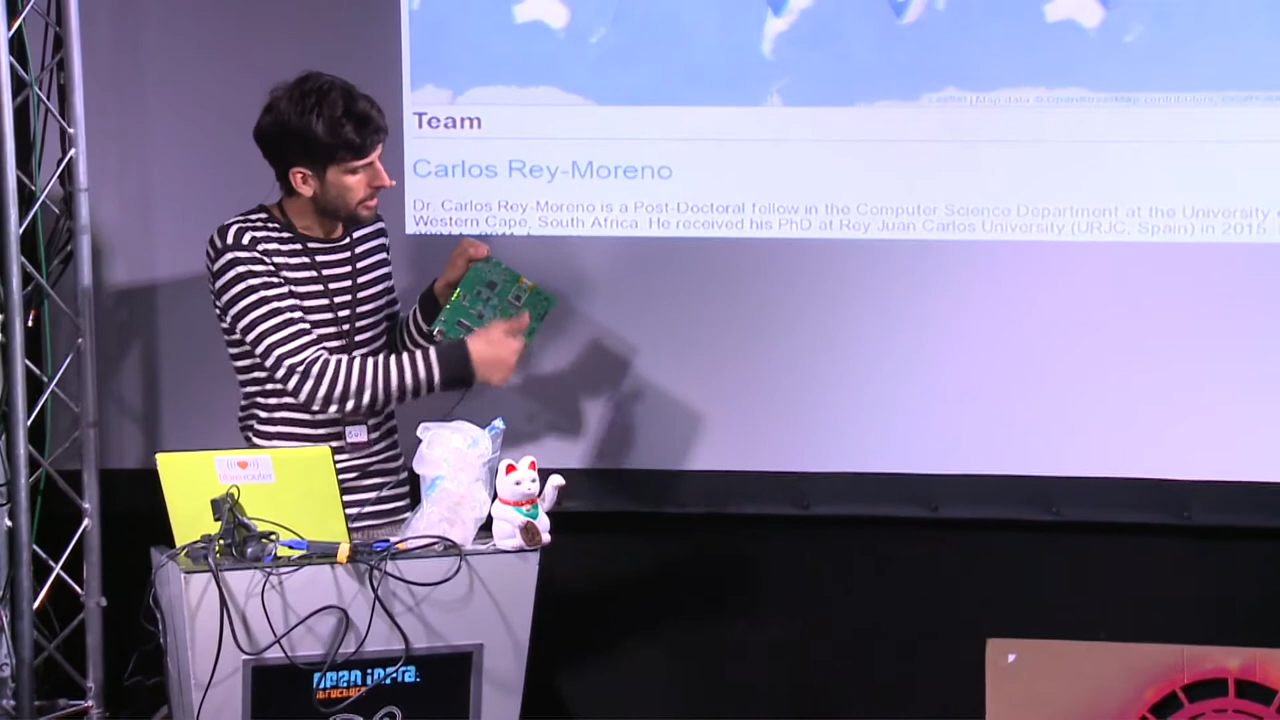 Leaflet | Map data © OpenStreetMap contributors,
Team
Carlos Rey-Moreno
Dr. Carlos Rey-Moreno is a Post-Doctoral fellow in the Computer Science Department at the University
Western Cape, South Africa. He received his PhD at Rey Juan Carlos University (URJC, Spain) in 2015.
librerouter
open infra:
structure